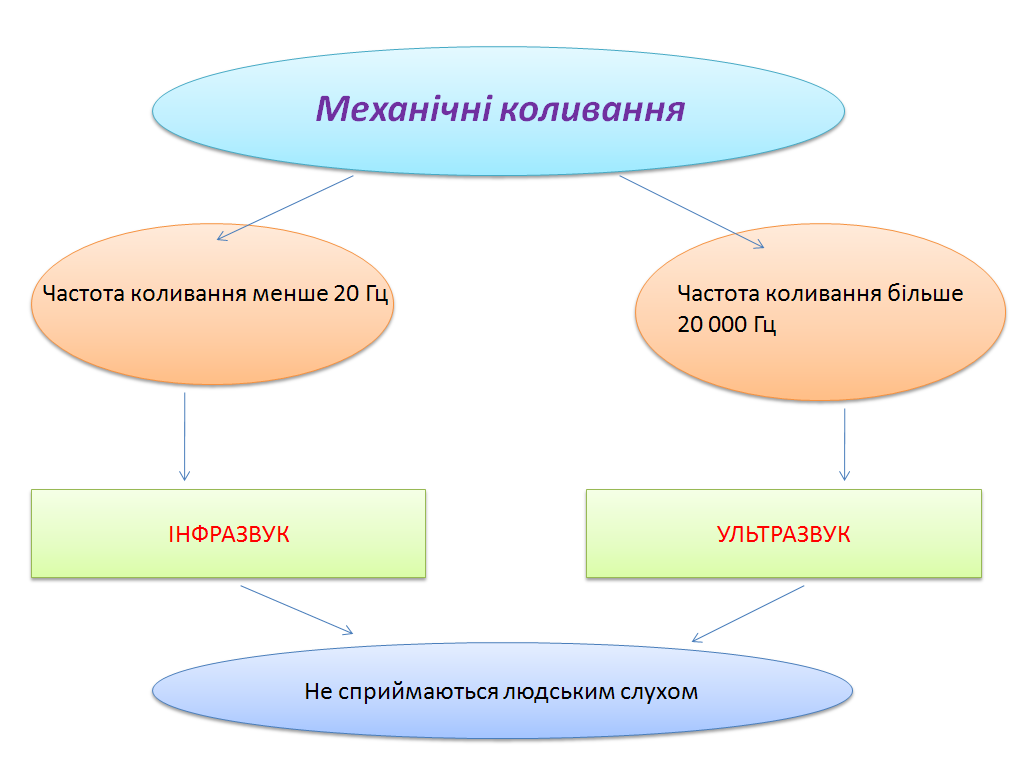 Механічні коливання
Частота коливання менше 20 Гц
Частота коливання більше
20 000 Гц
ІНФРАЗВУК
УЛЬТРАЗВУК
Не сприймаються людським слухом